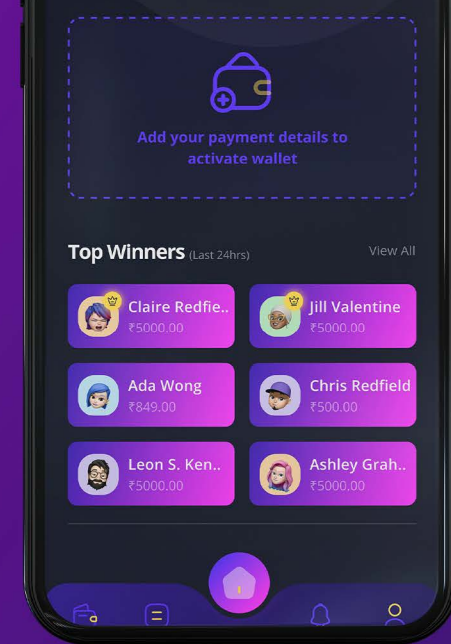 Add your payment details to
activate wallet
Top Winners (Last 24hrs) View All
Claire Redfie..
₹5000.00
Jill Valentine
₹5000.00
Ada Wong
₹849.00
Chris Redfield
₹500.00
Leon S. Ken..
₹5000.00
Ashley Grah..
₹5000.00